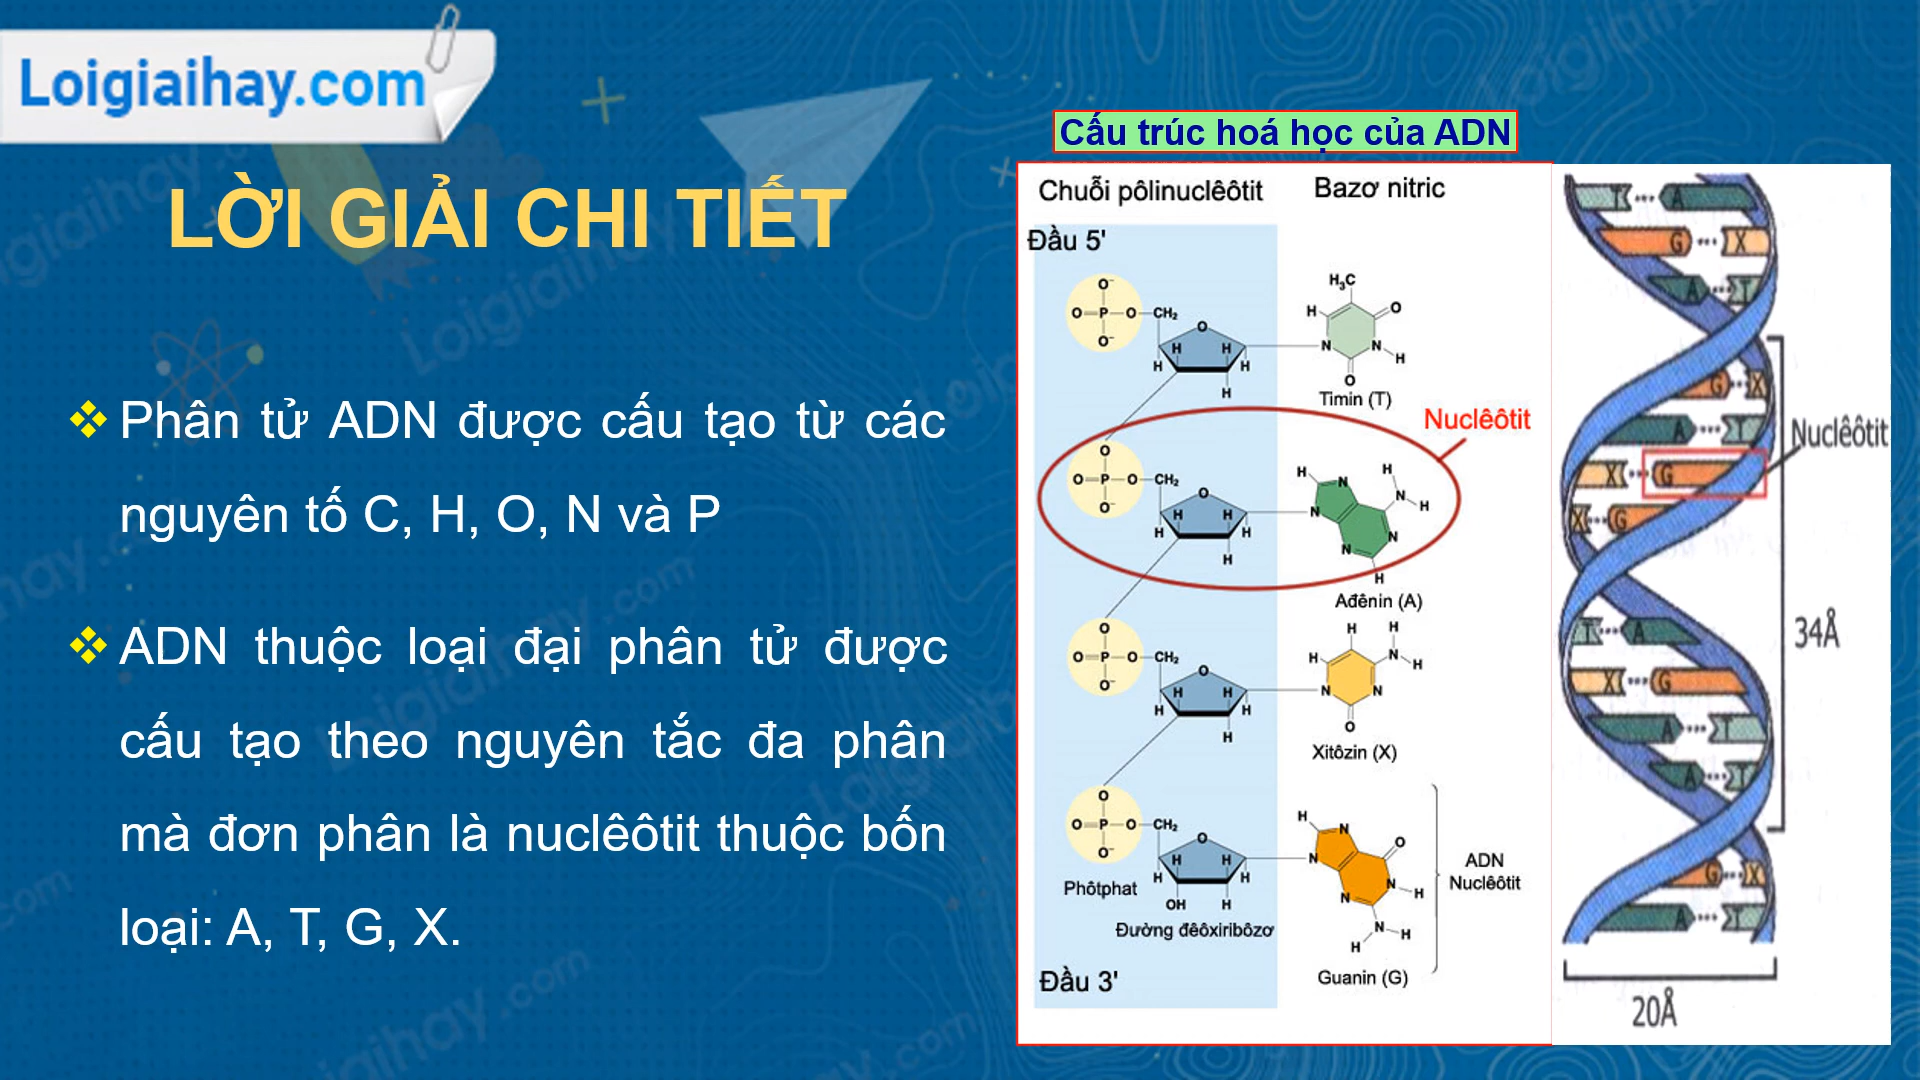 Loigiaihay.com
LỜI GIẢI CHI TIẾT
Phân tử ADN được cấu tạo từ các
nguyên tố C, H, O, N và P
ADN thuộc loại đại phân tử được
cấu tạo theo nguyên tắc đa phân
mà đơn phân là nuclêôtit thuộc bốn
loại: A, T, G, X.
Cấu trúc hoá học của ADN
Chuỗi pôlinuclêôtit
Bazơ nitric
Đầu 5'
Timin (T)
Nuclêôtit
Ađênin (A)
Xitôzin (X)
Phôtphat
Đường đêôxiribôzơ
ADN
Nuclêôtit
Guanin (G)
Đầu 3'
Nuclêôtit
34Å
20Å